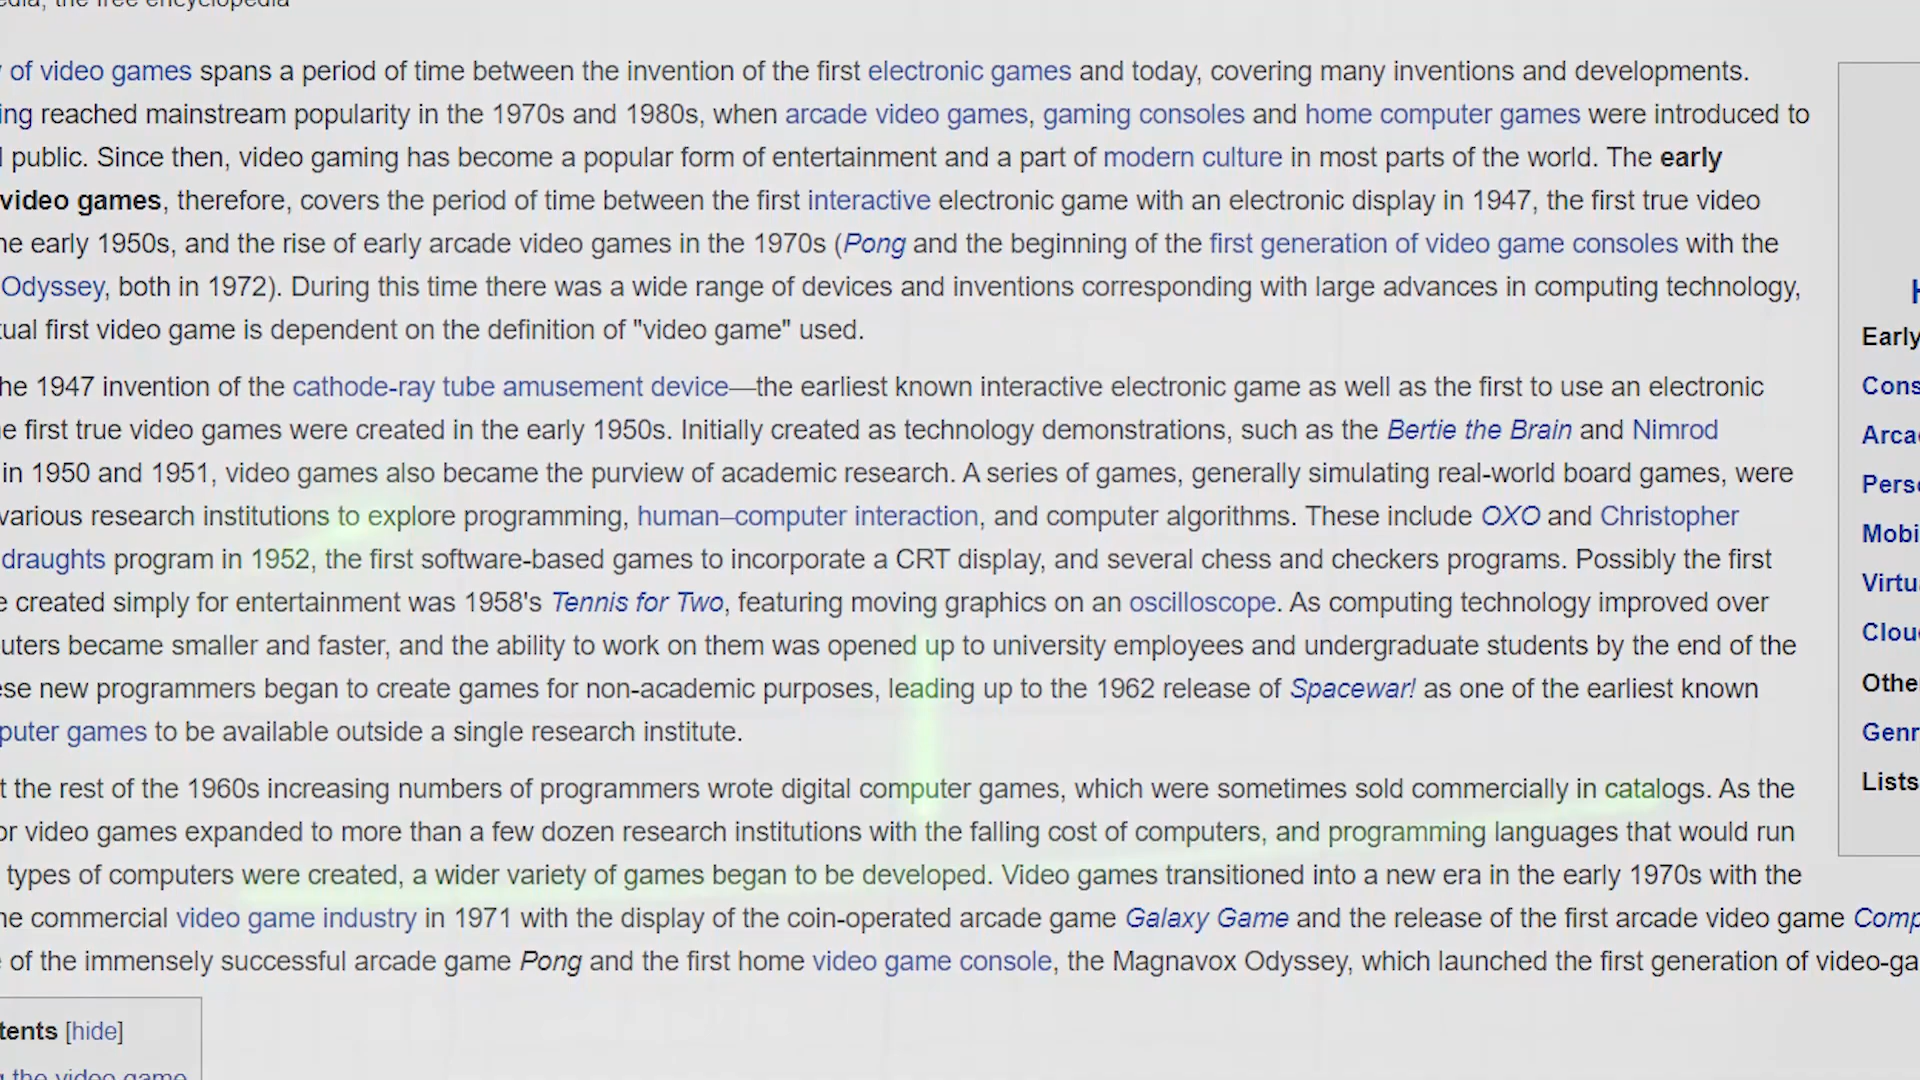 the free encyclopedia
of video games spans a period of time between the invention of the first electronic games and today, covering many inventions and developments.
ing reached mainstream popularity in the 1970s and 1980s, when arcade video games, gaming consoles and home computer games were introduced to
public. Since then, video gaming has become a popular form of entertainment and a part of modern culture in most parts of the world. The early
video games, therefore, covers the period of time between the first interactive electronic game with an electronic display in 1947, the first true video
he early 1950s, and the rise of early arcade video games in the 1970s (Pong and the beginning of the first generation of video game consoles with the
Odyssey, both in 1972). During this time there was a wide range of devices and inventions corresponding with large advances in computing technology,
tual first video game is dependent on the definition of "video game" used.
he 1947 invention of the cathode-ray tube amusement device—the earliest known interactive electronic game as well as the first to use an electronic
e first true video games were created in the early 1950s. Initially created as technology demonstrations, such as the Bertie the Brain and Nimrod
in 1950 and 1951, video games also became the purview of academic research. A series of games, generally simulating real-world board games, were
various research institutions to explore programming, human–computer interaction, and computer algorithms. These include OXO and Christopher
draughts program in 1952, the first software-based games to incorporate a CRT display, and several chess and checkers programs. Possibly the first
e created simply for entertainment was 1958's Tennis for Two, featuring moving graphics on an oscilloscope. As computing technology improved over
uters became smaller and faster, and the ability to work on them was opened up to university employees and undergraduate students by the end of the
ese new programmers began to create games for non-academic purposes, leading up to the 1962 release of Spacewar! as one of the earliest known
puter games to be available outside a single research institute.
t the rest of the 1960s increasing numbers of programmers wrote digital computer games, which were sometimes sold commercially in catalogs. As the
or video games expanded to more than a few dozen research institutions with the falling cost of computers, and programming languages that would run
types of computers were created, a wider variety of games began to be developed. Video games transitioned into a new era in the early 1970s with the
he commercial video game industry in 1971 with the display of the coin-operated arcade game Galaxy Game and the release of the first arcade video game Comp
of the immensely successful arcade game Pong and the first home video game console, the Magnavox Odyssey, which launched the first generation of video-ga
tents [hide]
the video game
H
Early
Cons
Arca
Pers
Mobi
Virtu
Clou
Othe
Genr
Lists